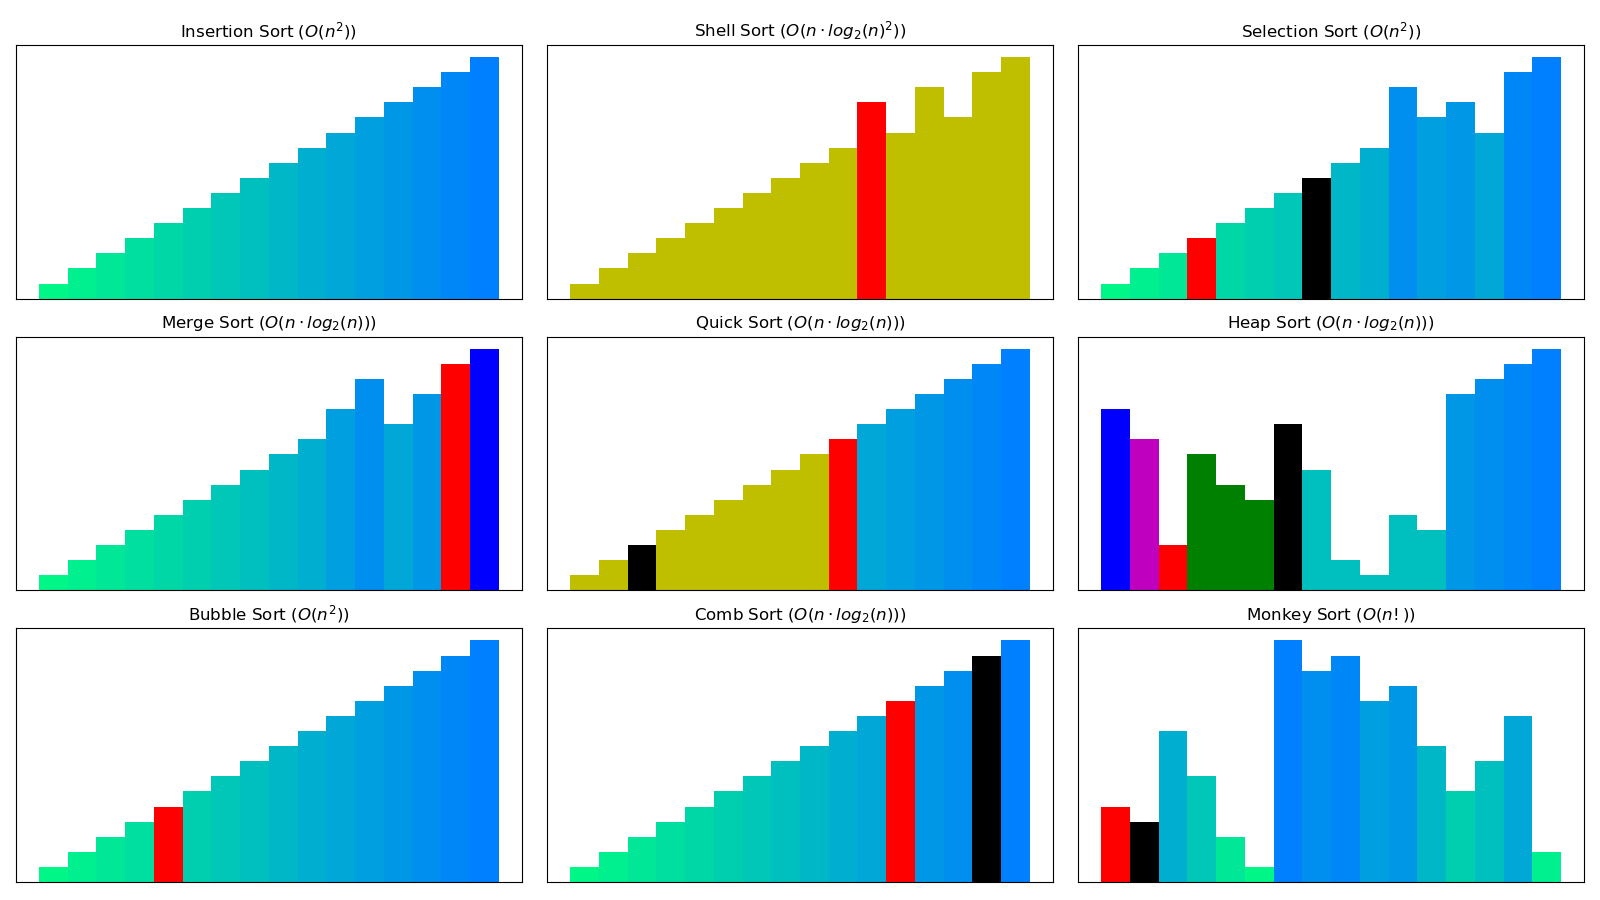 Insertion Sort (O(n²))
Shell Sort (O(n · log₂(n)²))
Selection Sort (O(n²))
Merge Sort (O(n · log₂(n)))
Quick Sort (O(n · log₂(n)))
Heap Sort (O(n · log₂(n)))
Bubble Sort (O(n²))
Comb Sort (O(n · log₂(n)))
Monkey Sort (O(n!))